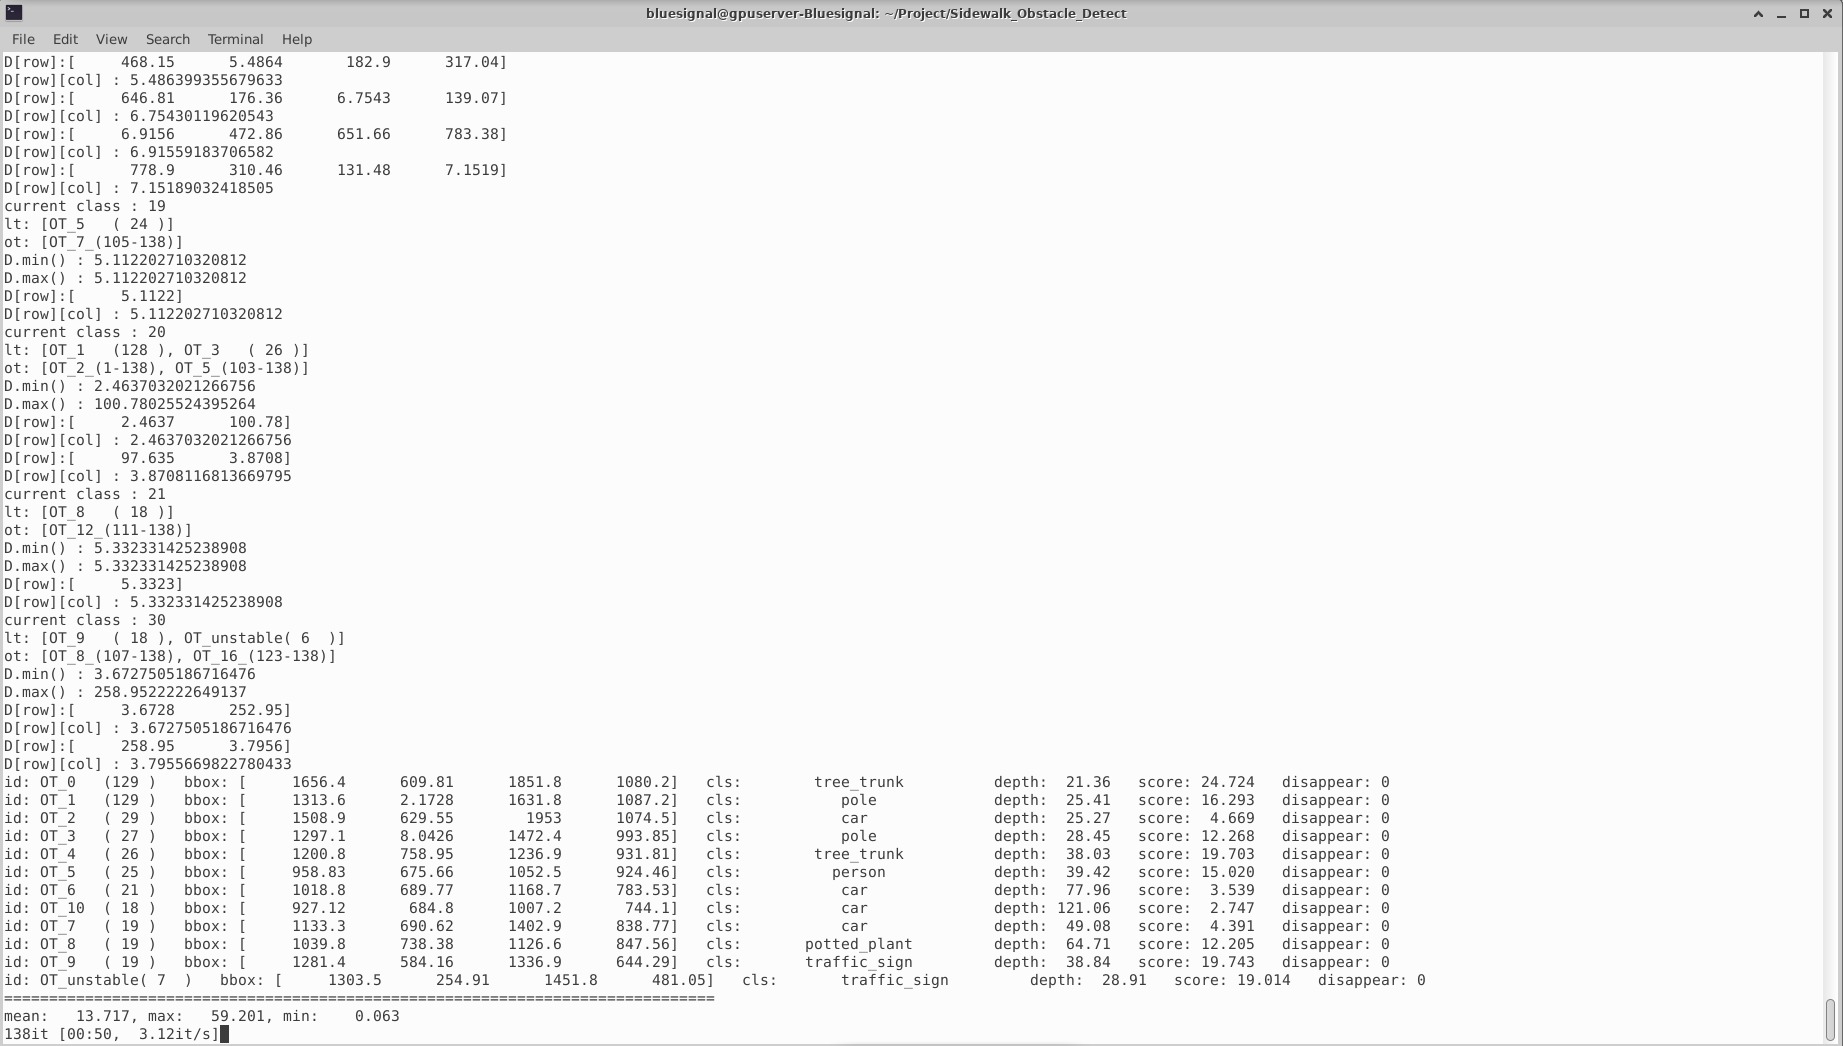 bluesignal@gpuserver-Bluesignal: ~/Project/Sidewalk_Obstacle_Detect
File Edit View Search Terminal Help
D[row]:[     468.15      5.4864       182.9      317.04]
D[row][col] : 5.486399355679633
D[row]:[     646.81      176.36      6.7543      139.07]
D[row][col] : 6.75430119620543
D[row]:[     6.9156      472.86      651.66      783.38]
D[row][col] : 6.91559183706582
D[row]:[      778.9      310.46      131.48      7.1519]
D[row][col] : 7.15189032418505
current class : 19
lt: [OT_5   ( 24 )]
ot: [OT_7_(105-138)]
D.min() : 5.112202710320812
D.max() : 5.112202710320812
D[row]:[     5.1122]
D[row][col] : 5.112202710320812
current class : 20
lt: [OT_1   (128 ), OT_3   ( 26 )]
ot: [OT_2_(1-138), OT_5_(103-138)]
D.min() : 2.4637032021266756
D.max() : 100.78025524395264
D[row]:[     2.4637      100.78]
D[row][col] : 2.4637032021266756
D[row]:[     97.635      3.8708]
D[row][col] : 3.8708116813669795
current class : 21
lt: [OT_8   ( 18 )]
ot: [OT_12_(111-138)]
D.min() : 5.332331425238908
D.max() : 5.332331425238908
D[row]:[     5.3323]
D[row][col] : 5.332331425238908
current class : 30
lt: [OT_9   ( 18 ), OT_unstable( 6  )]
ot: [OT_8_(107-138), OT_16_(123-138)]
D.min() : 3.6727505186716476
D.max() : 258.9522222649137
D[row]:[     3.6728      252.95]
D[row][col] : 3.6727505186716476
D[row]:[     258.95      3.7956]
D[row][col] : 3.7955669822780433
id: OT_0   (129 )   bbox: [     1656.4      609.81      1851.8      1080.2]   cls:        tree_trunk          depth:  21.36   score: 24.724   disappear: 0
id: OT_1   (129 )   bbox: [     1313.6      2.1728      1631.8      1087.2]   cls:           pole             depth:  25.41   score: 16.293   disappear: 0
id: OT_2   ( 29 )   bbox: [     1508.9      629.55        1953      1074.5]   cls:           car              depth:  25.27   score:  4.669   disappear: 0
id: OT_3   ( 27 )   bbox: [     1297.1      8.0426      1472.4      993.85]   cls:           pole             depth:  28.45   score: 12.268   disappear: 0
id: OT_4   ( 26 )   bbox: [     1200.8      758.95      1236.9      931.81]   cls:        tree_trunk          depth:  38.03   score: 19.703   disappear: 0
id: OT_5   ( 25 )   bbox: [     958.83      675.66      1052.5      924.46]   cls:          person            depth:  39.42   score: 15.020   disappear: 0
id: OT_6   ( 21 )   bbox: [     1018.8      689.77      1168.7      783.53]   cls:           car              depth:  77.96   score:  3.539   disappear: 0
id: OT_10  ( 18 )   bbox: [     927.12       684.8      1007.2       744.1]   cls:           car              depth: 121.06   score:  2.747   disappear: 0
id: OT_7   ( 19 )   bbox: [     1133.3      690.62      1402.9      838.77]   cls:           car              depth:  49.08   score:  4.391   disappear: 0
id: OT_8   ( 19 )   bbox: [     1039.8      738.38      1126.6      847.56]   cls:       potted_plant         depth:  64.71   score: 12.205   disappear: 0
id: OT_9   ( 19 )   bbox: [     1281.4      584.16      1336.9      644.29]   cls:       traffic_sign         depth:  38.84   score: 19.743   disappear: 0
id: OT_unstable( 7  )   bbox: [     1303.5      254.91      1451.8      481.05]   cls:       traffic_sign         depth:  28.91   score: 19.014   disappear: 0
===============================================================================
mean:   13.717, max:   59.201, min:    0.063
138it [00:50,  3.12it/s]